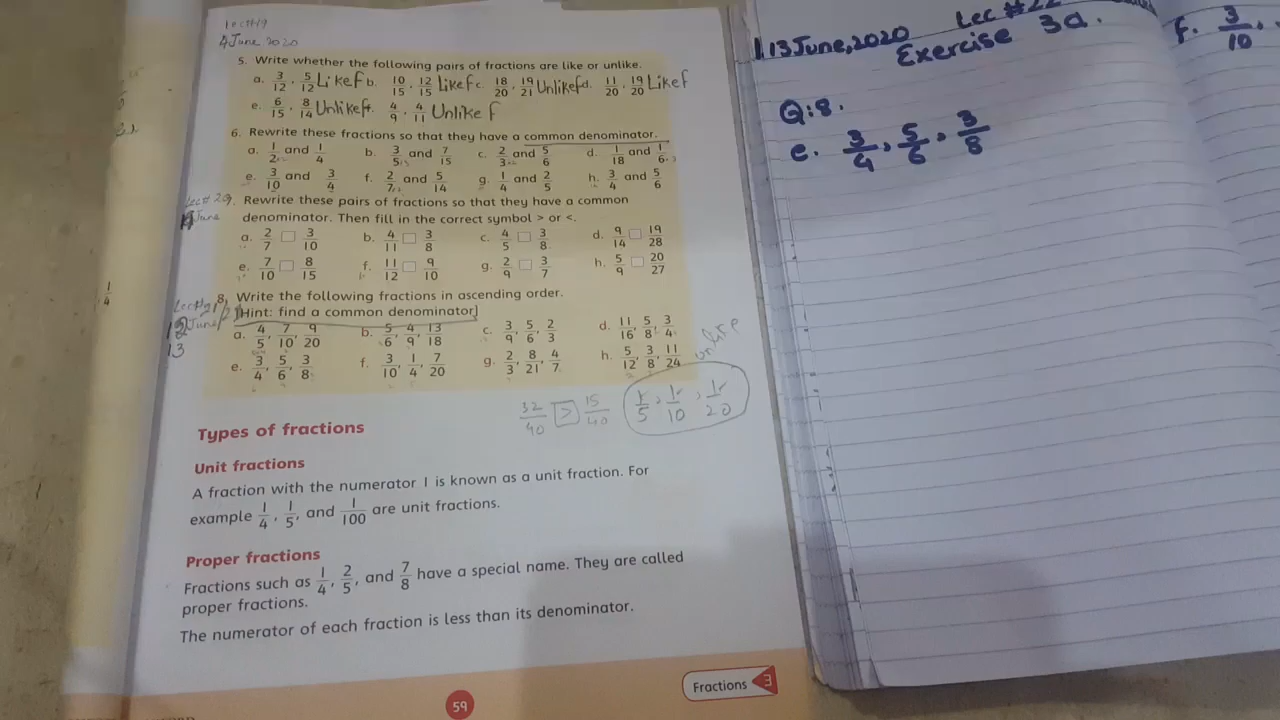 Lec#19
4 June 2020
5. Write whether the following pairs of fractions are like or unlike.
a. 3/12, 5/12 Like f b. 10/15, 12/15 Like f c. 18/20, 19/21 Unlike f d. 11/20, 19/20 Like f
e. 6/15, 8/14 Unlike f f. 4/9, 4/11 Unlike f
6. Rewrite these fractions so that they have a common denominator.
a. 1/2 and 1/4 b. 3/5 and 7/15 c. 2/3 and 5/6 d. 1/18 and 1/6
e. 3/10 and 3/4 f. 2/7 and 5/14 g. 1/4 and 2/5 h. 3/4 and 5/6
Lec# 20
June
7. Rewrite these pairs of fractions so that they have a common
denominator. Then fill in the correct symbol > or <.
a. 2/7 □ 3/10 b. 4/11 □ 3/8 c. 4/5 □ 3/8 d. 9/14 □ 19/28
e. 7/10 □ 8/15 f. 11/12 □ 9/10 g. 2/9 □ 3/7 h. 5/9 □ 20/27
June
13
8. Write the following fractions in ascending order.
[Hint: find a common denominator]
a. 4/5, 7/10, 9/20 b. 5/6, 4/9, 13/18 c. 3/9, 5/6, 2/3 d. 11/16, 5/8, 3/4
e. 3/4, 5/6, 3/8 f. 3/10, 1/4, 7/20 g. 2/3, 8/21, 4/7 h. 5/12, 3/8, 11/24
unlike
32/40 > 15/40 1/5, 1/10, 1/20
Types of fractions
Unit fractions
A fraction with the numerator 1 is known as a unit fraction. For
example 1/4, 1/5, and 1/100 are unit fractions.
Proper fractions
Fractions such as 1/4, 2/5, and 7/8 have a special name. They are called
proper fractions.
The numerator of each fraction is less than its denominator.
Fractions 3
59
Lec #22
13 June, 2020
Exercise 3a.
Q:8.
e. 3/4, 5/6, 3/8
f. 3/10,
1/4